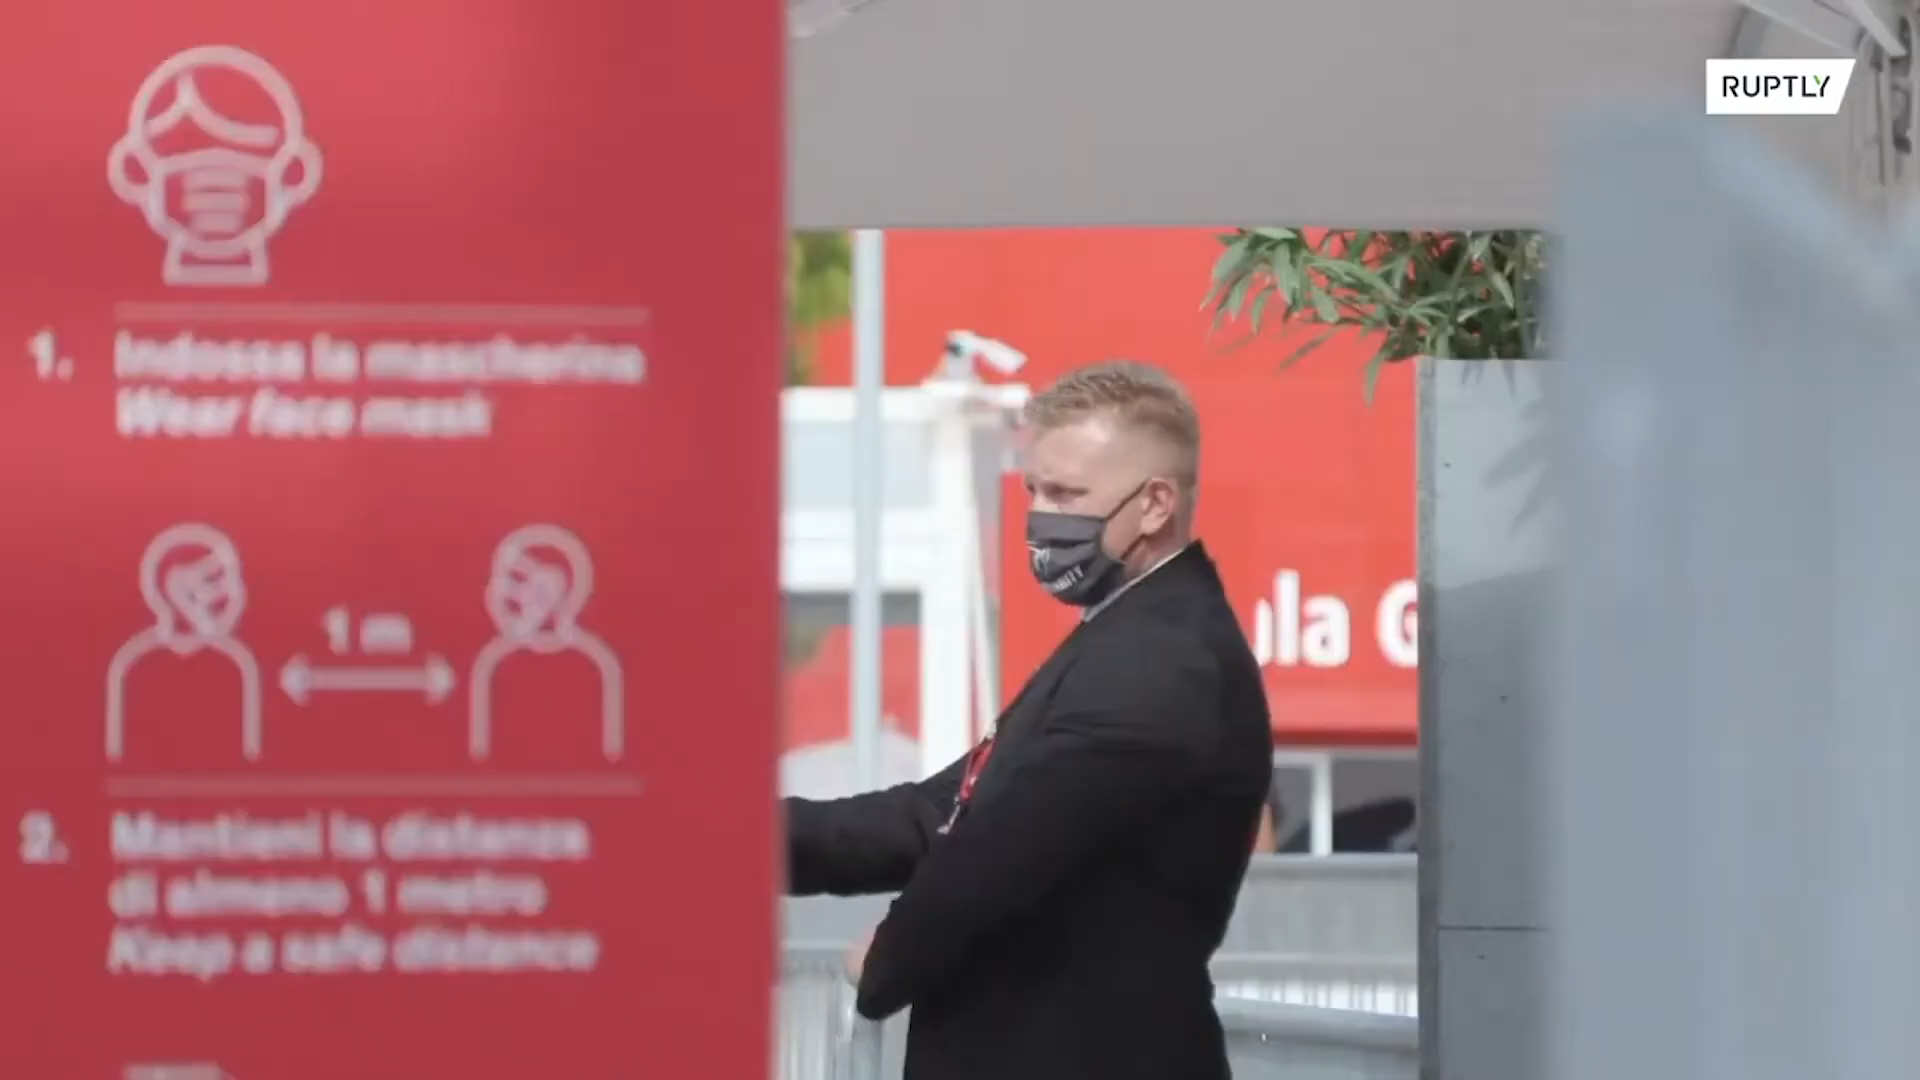 RUPTLY
1. Indossa la mascherina
Wear face mask
1 m
2. Mantieni la distanza
di almeno 1 metro
Keep a safe distance
ala G